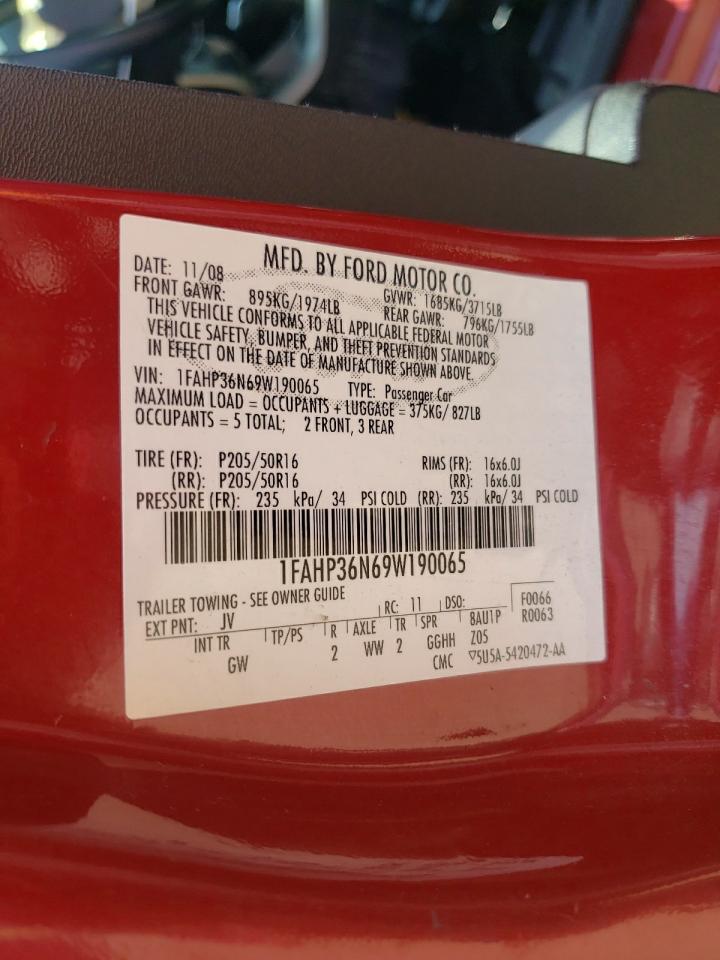 MFD. BY FORD MOTOR CO.
DATE: 11/08 GVWR: 1685KG/3715LB
FRONT GAWR: 895KG/1974LB REAR GAWR: 796KG/1755LB
THIS VEHICLE CONFORMS TO ALL APPLICABLE FEDERAL MOTOR
VEHICLE SAFETY, BUMPER, AND THEFT PREVENTION STANDARDS
IN EFFECT ON THE DATE OF MANUFACTURE SHOWN ABOVE.
VIN: 1FAHP36N69W190065 TYPE: Passenger Car
MAXIMUM LOAD = OCCUPANTS + LUGGAGE = 375KG/ 827LB
OCCUPANTS = 5 TOTAL; 2 FRONT, 3 REAR
TIRE (FR): P205/50R16 RIMS (FR): 16x6.0J
(RR): P205/50R16 (RR): 16x6.0J
PRESSURE (FR): 235 kPa/ 34 PSI COLD (RR): 235 kPa/ 34 PSI COLD
1FAHP36N69W190065
TRAILER TOWING - SEE OWNER GUIDE F0066
EXT PNT: JV RC: 11 DSO: R0063
INT TR TP/PS R AXLE TR SPR 8AU1P
GW 2 WW 2 GGHH Z05
CMC ▽5U5A-5420472-AA